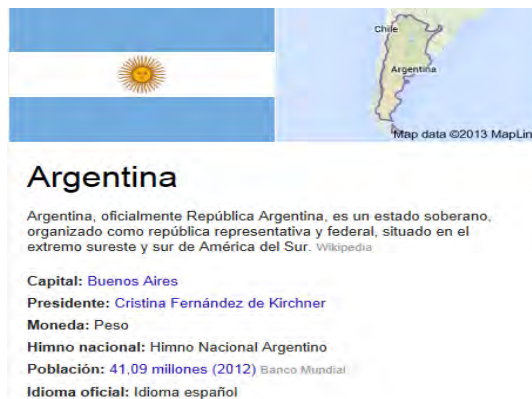 Chile
Argentina
Map data ©2013 MapLin
Argentina
Argentina, oficialmente República Argentina, es un estado soberano,
organizado como república representativa y federal, situado en el
extremo sureste y sur de América del Sur. Wikipedia
Capital: Buenos Aires
Presidente: Cristina Fernández de Kirchner
Moneda: Peso
Himno nacional: Himno Nacional Argentino
Población: 41,09 millones (2012) Banco Mundial
Idioma oficial: Idioma español